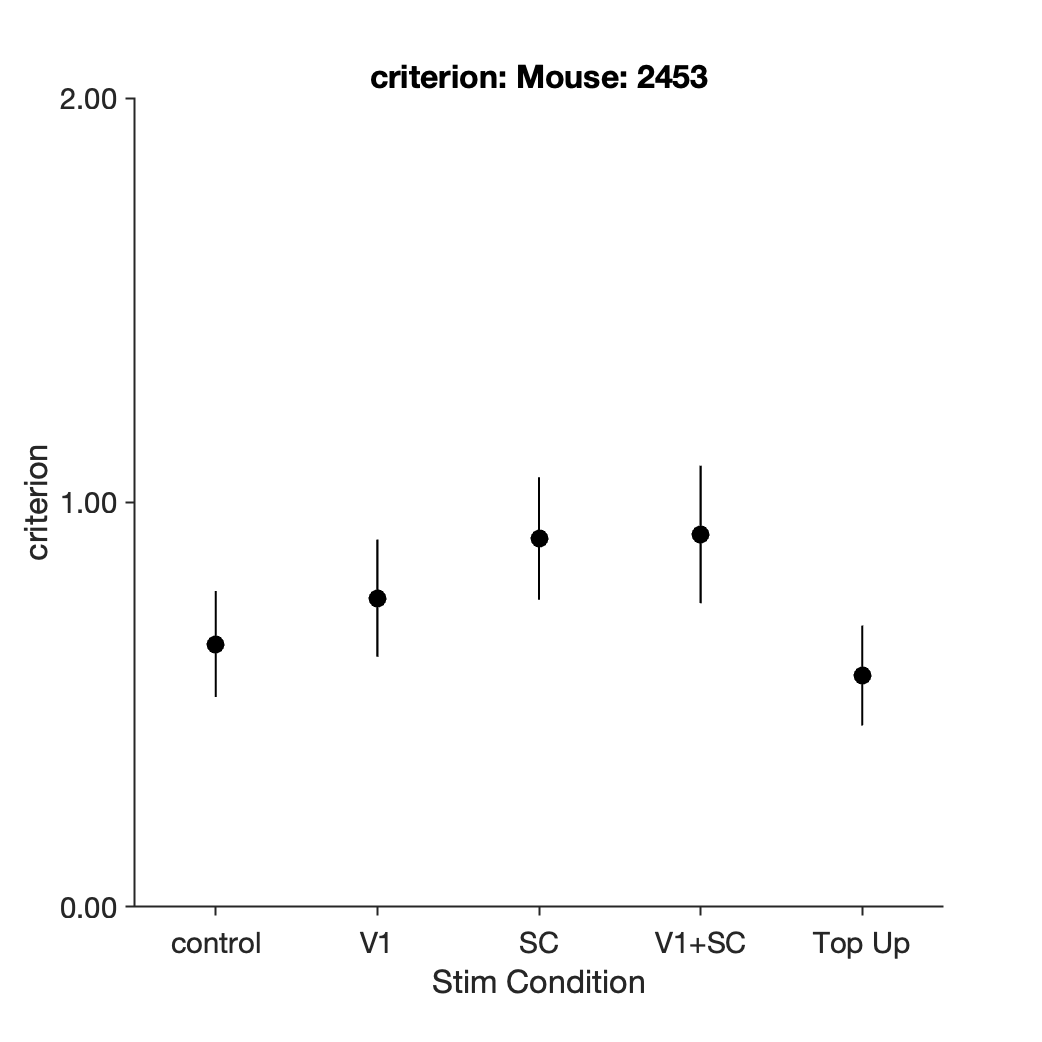 criterion: Mouse: 2453
2.00
1.00
0.00
criterion
control V1 SC V1+SC Top Up
Stim Condition